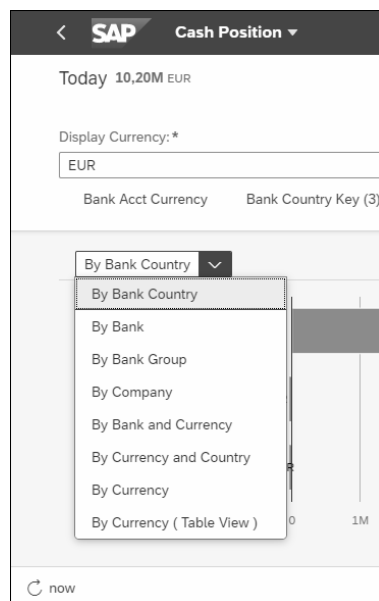 SAP Cash Position
Today 10,20M EUR
Display Currency:*
EUR
Bank Acct Currency Bank Country Key (3)
By Bank Country
By Bank Country
By Bank
By Bank Group
By Company
By Bank and Currency
By Currency and Country
By Currency
By Currency ( Table View )
R
0 1M
now